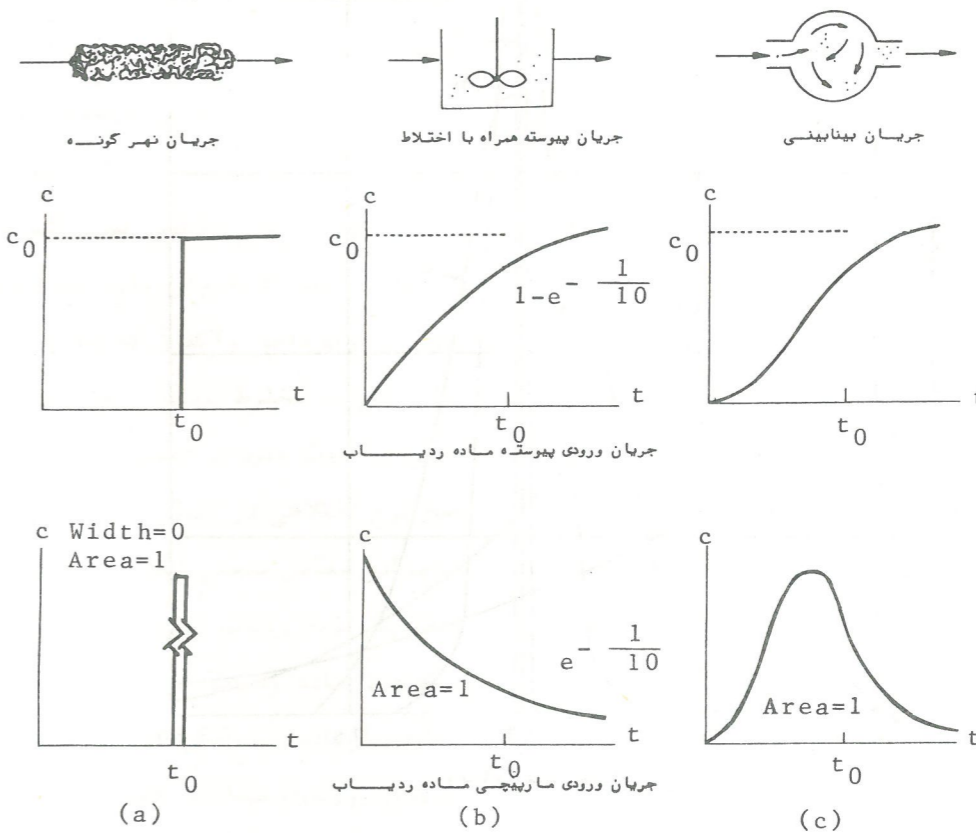 جریان نهر گونه
جریان پیوسته همراه با اختلاط
جریان بینابینی
c
c
c
c₀
c₀
c₀
1-e⁻ 1/10
t
t
t
t₀
t₀
t₀
جریان ورودی پیوسته ماده ردیاب
c Width=0
Area=1
c
c
e⁻ 1/10
Area=1
Area=1
t
t
t
t₀
t₀
t₀
جریان ورودی مارپیچی ماده ردیاب
(a)
(b)
(c)